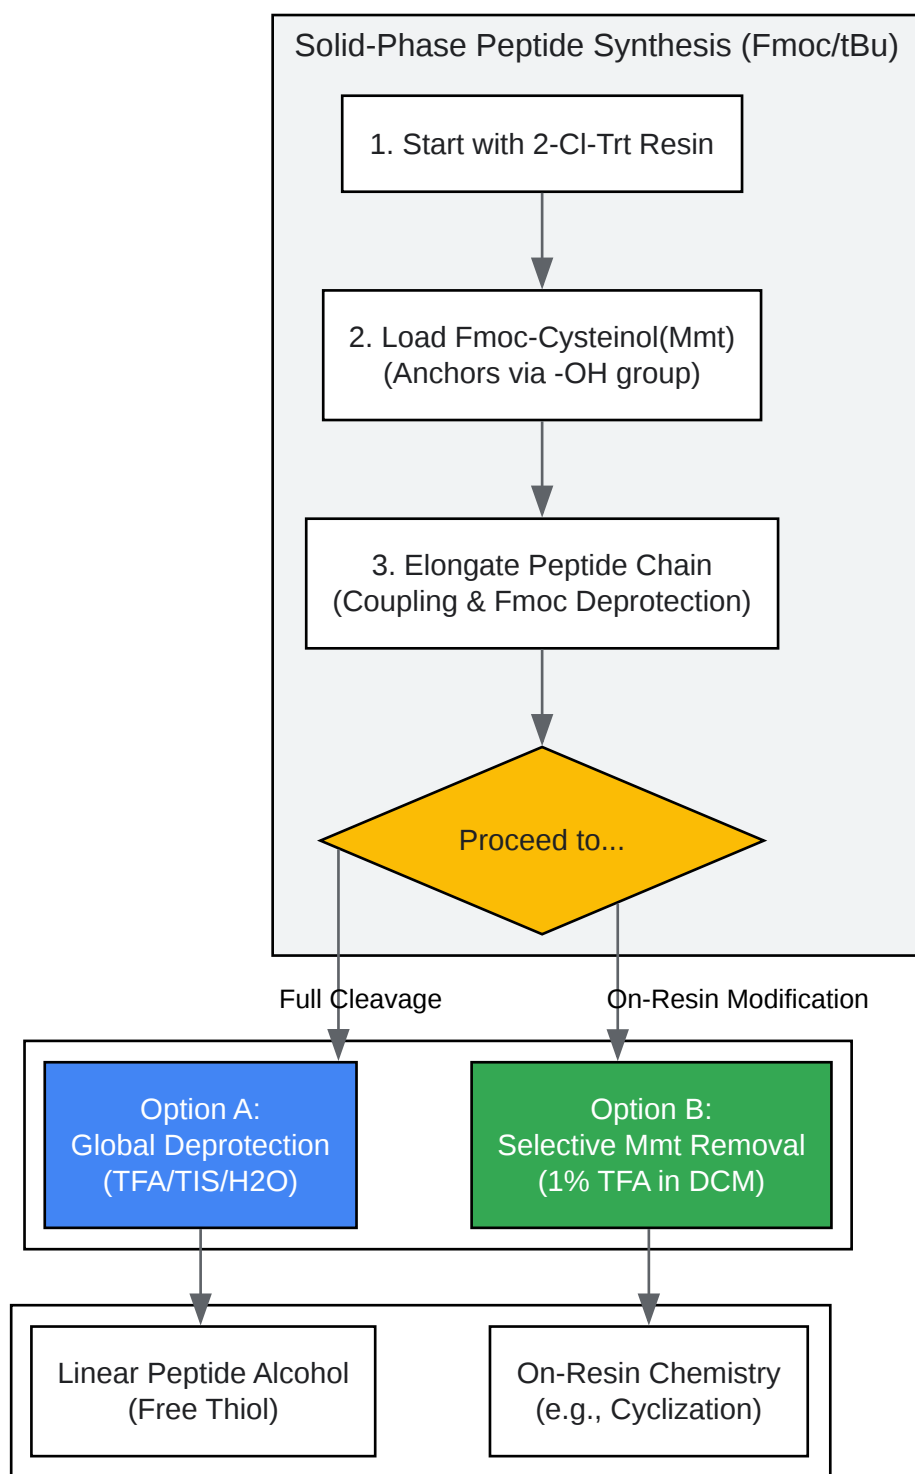 Solid-Phase Peptide Synthesis (Fmoc/tBu)
1. Start with 2-Cl-Trt Resin
2. Load Fmoc-Cysteinol(Mmt)
(Anchors via -OH group)
3. Elongate Peptide Chain
(Coupling & Fmoc Deprotection)
Proceed to...
Full Cleavage
On-Resin Modification
Option A:
Global Deprotection
(TFA/TIS/H2O)
Option B:
Selective Mmt Removal
(1% TFA in DCM)
Linear Peptide Alcohol
(Free Thiol)
On-Resin Chemistry
(e.g., Cyclization)